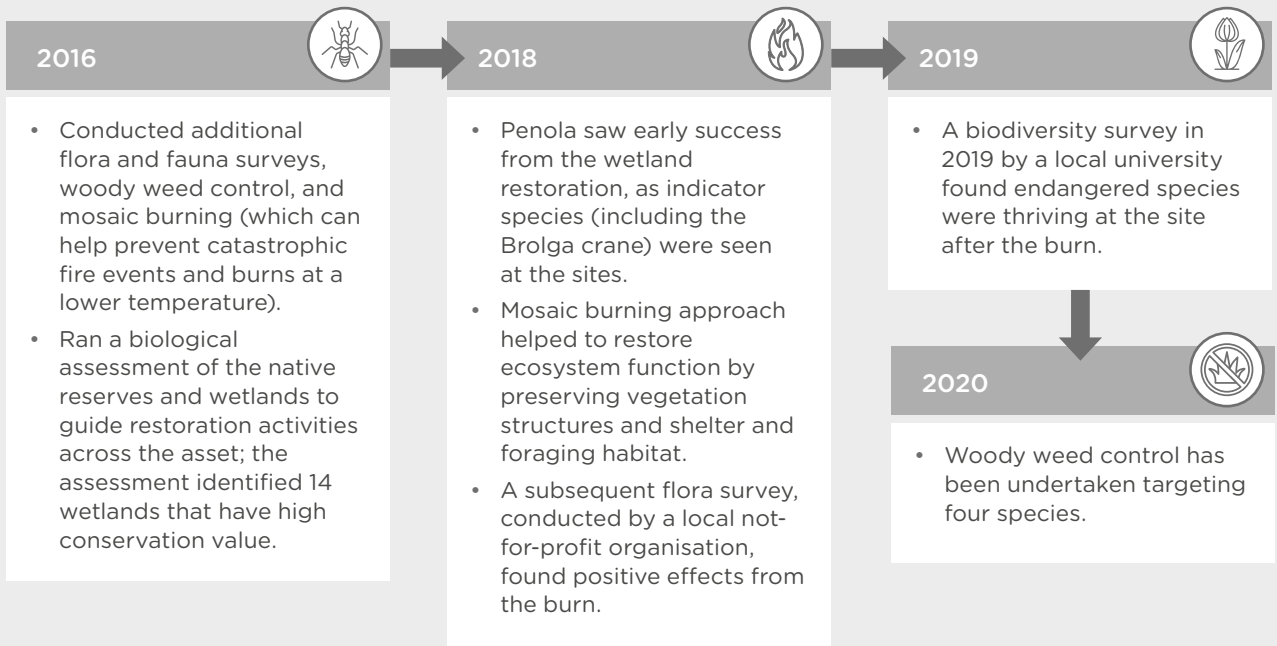 2016
• Conducted additional
flora and fauna surveys,
woody weed control, and
mosaic burning (which can
help prevent catastrophic
fire events and burns at a
lower temperature).
• Ran a biological
assessment of the native
reserves and wetlands to
guide restoration activities
across the asset; the
assessment identified 14
wetlands that have high
conservation value.
2018
• Penola saw early success
from the wetland
restoration, as indicator
species (including the
Brolga crane) were seen
at the sites.
• Mosaic burning approach
helped to restore
ecosystem function by
preserving vegetation
structures and shelter and
foraging habitat.
• A subsequent flora survey,
conducted by a local not-
for-profit organisation,
found positive effects from
the burn.
2019
• A biodiversity survey in
2019 by a local university
found endangered species
were thriving at the site
after the burn.
2020
• Woody weed control has
been undertaken targeting
four species.